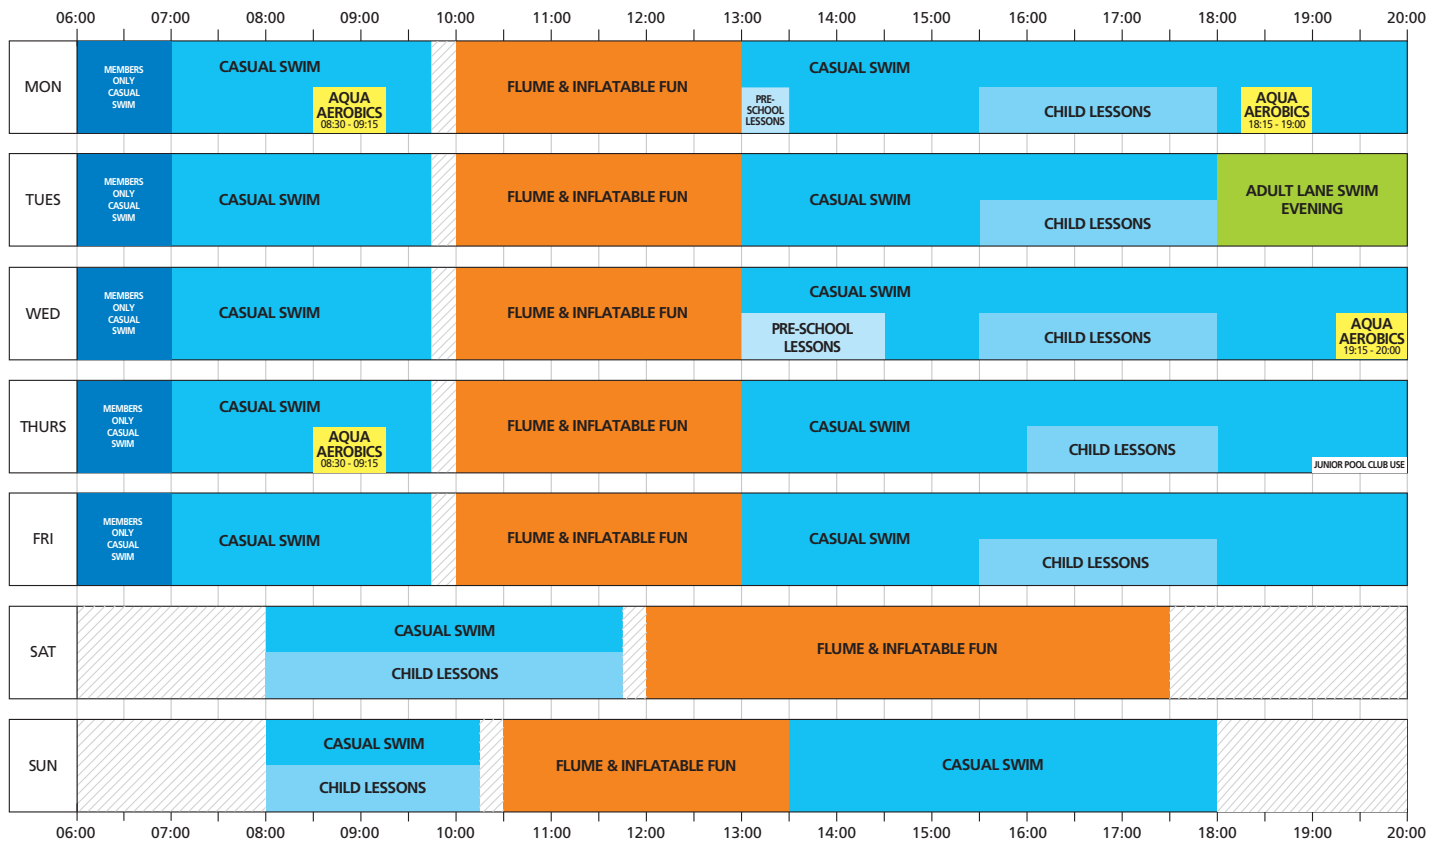 06:00 07:00 08:00 09:00 10:00 11:00 12:00 13:00 14:00 15:00 16:00 17:00 18:00 19:00 20:00
MON
MEMBERS
ONLY
CASUAL
SWIM
CASUAL SWIM
AQUA
AEROBICS
08:30 - 09:15
FLUME & INFLATABLE FUN
CASUAL SWIM
PRE-
SCHOOL
LESSONS
CHILD LESSONS
AQUA
AEROBICS
18:15 - 19:00
TUES
MEMBERS
ONLY
CASUAL
SWIM
CASUAL SWIM
FLUME & INFLATABLE FUN
CASUAL SWIM
CHILD LESSONS
ADULT LANE SWIM
EVENING
WED
MEMBERS
ONLY
CASUAL
SWIM
CASUAL SWIM
FLUME & INFLATABLE FUN
CASUAL SWIM
PRE-SCHOOL
LESSONS
CHILD LESSONS
AQUA
AEROBICS
19:15 - 20:00
THURS
MEMBERS
ONLY
CASUAL
SWIM
CASUAL SWIM
AQUA
AEROBICS
08:30 - 09:15
FLUME & INFLATABLE FUN
CASUAL SWIM
CHILD LESSONS
JUNIOR POOL CLUB USE
FRI
MEMBERS
ONLY
CASUAL
SWIM
CASUAL SWIM
FLUME & INFLATABLE FUN
CASUAL SWIM
CHILD LESSONS
SAT
CASUAL SWIM
CHILD LESSONS
FLUME & INFLATABLE FUN
SUN
CASUAL SWIM
CHILD LESSONS
FLUME & INFLATABLE FUN
CASUAL SWIM
06:00 07:00 08:00 09:00 10:00 11:00 12:00 13:00 14:00 15:00 16:00 17:00 18:00 19:00 20:00